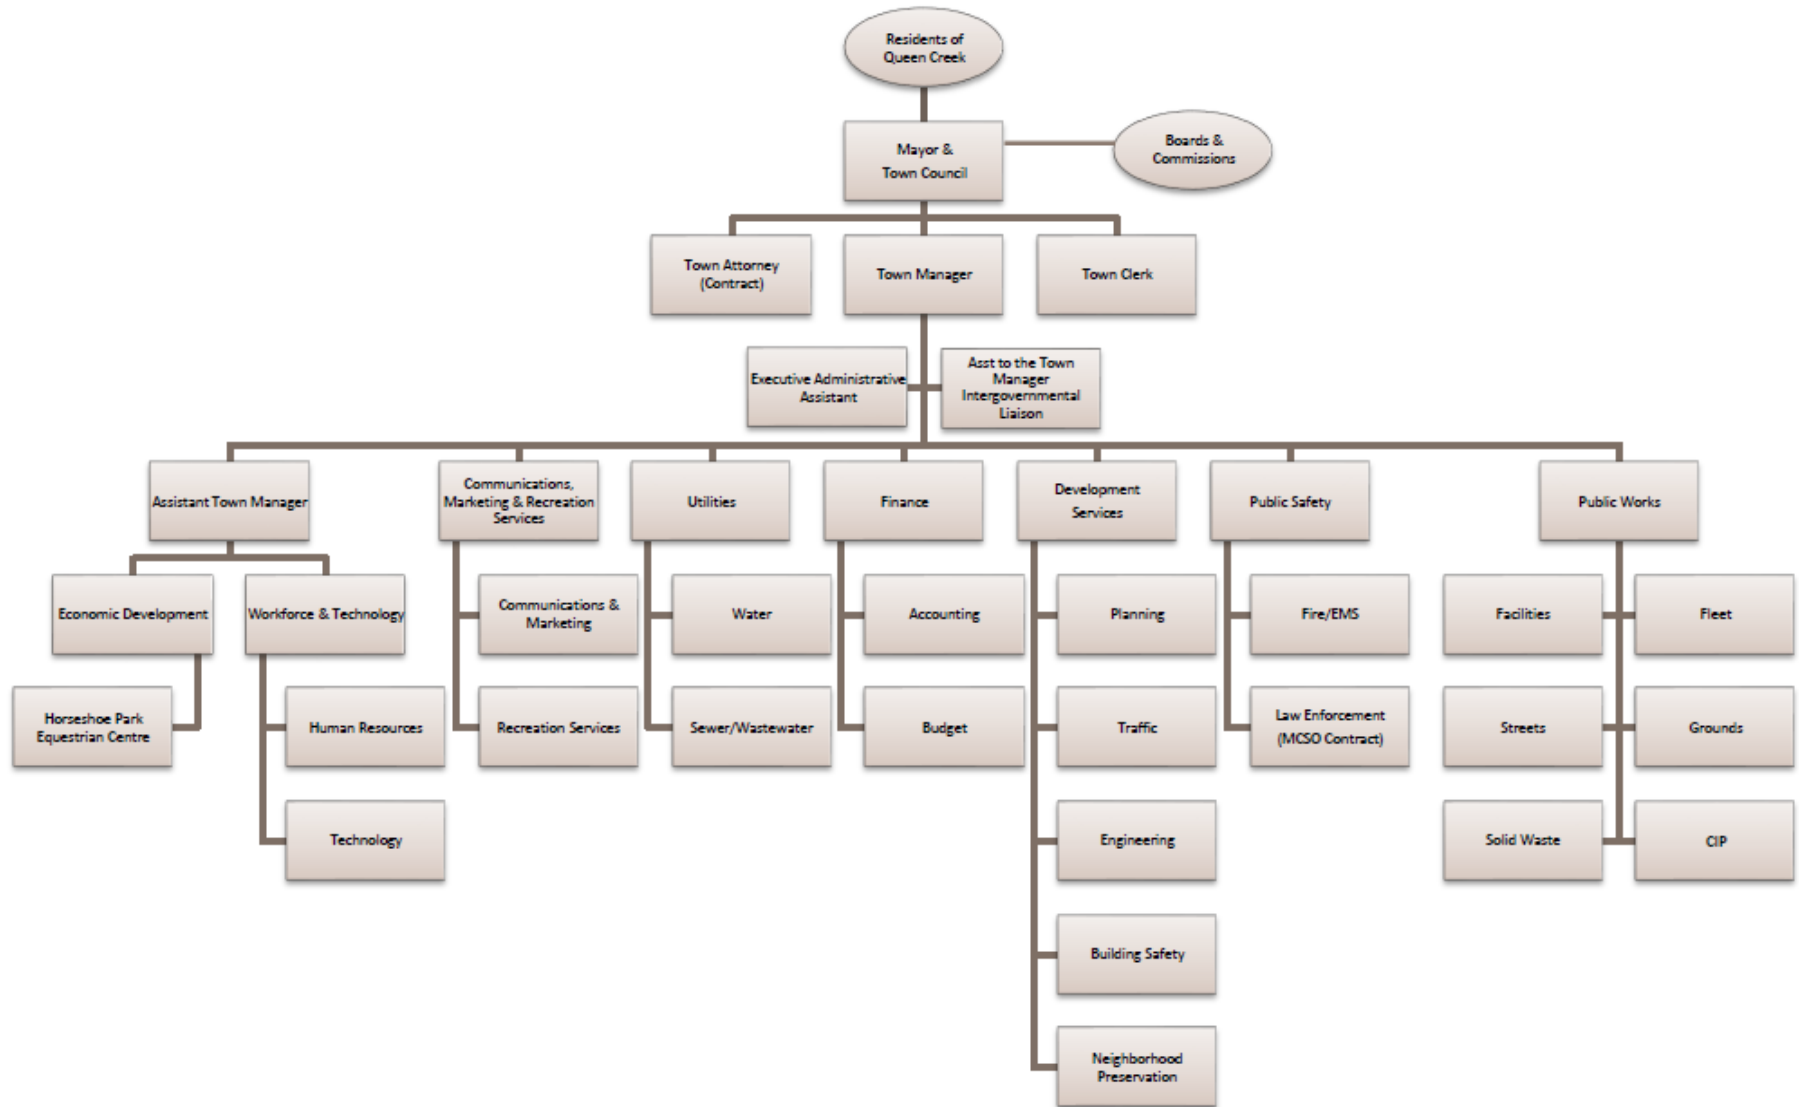 Residents of
Queen Creek
Mayor &
Town Council
Boards &
Commissions
Town Attorney
(Contract)
Town Manager
Town Clerk
Executive Administrative
Assistant
Asst to the Town
Manager
Intergovernmental
Liaison
Assistant Town Manager
Communications,
Marketing & Recreation
Services
Utilities
Finance
Development
Services
Public Safety
Public Works
Economic Development
Workforce & Technology
Communications &
Marketing
Water
Accounting
Planning
Fire/EMS
Facilities
Fleet
Horseshoe Park
Equestrian Centre
Human Resources
Recreation Services
Sewer/Wastewater
Budget
Traffic
Law Enforcement
(MCSO Contract)
Streets
Grounds
Technology
Engineering
Solid Waste
CIP
Building Safety
Neighborhood
Preservation